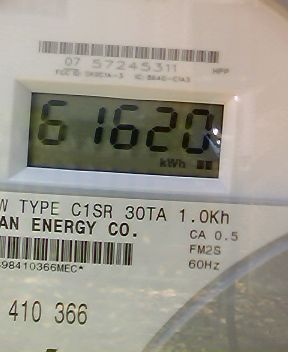 07 57245311
HPP
61620
kWh
W TYPE C1SR 30TA 1.0Kh
AN ENERGY CO.
CA 0.5
FM2S
60Hz
98410366MEC*
410 366